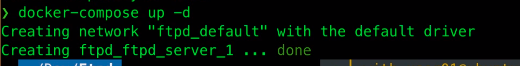 ❯ docker-compose up -d
Creating network "ftpd_default" with the default driver
Creating ftpd_ftpd_server_1 ... done